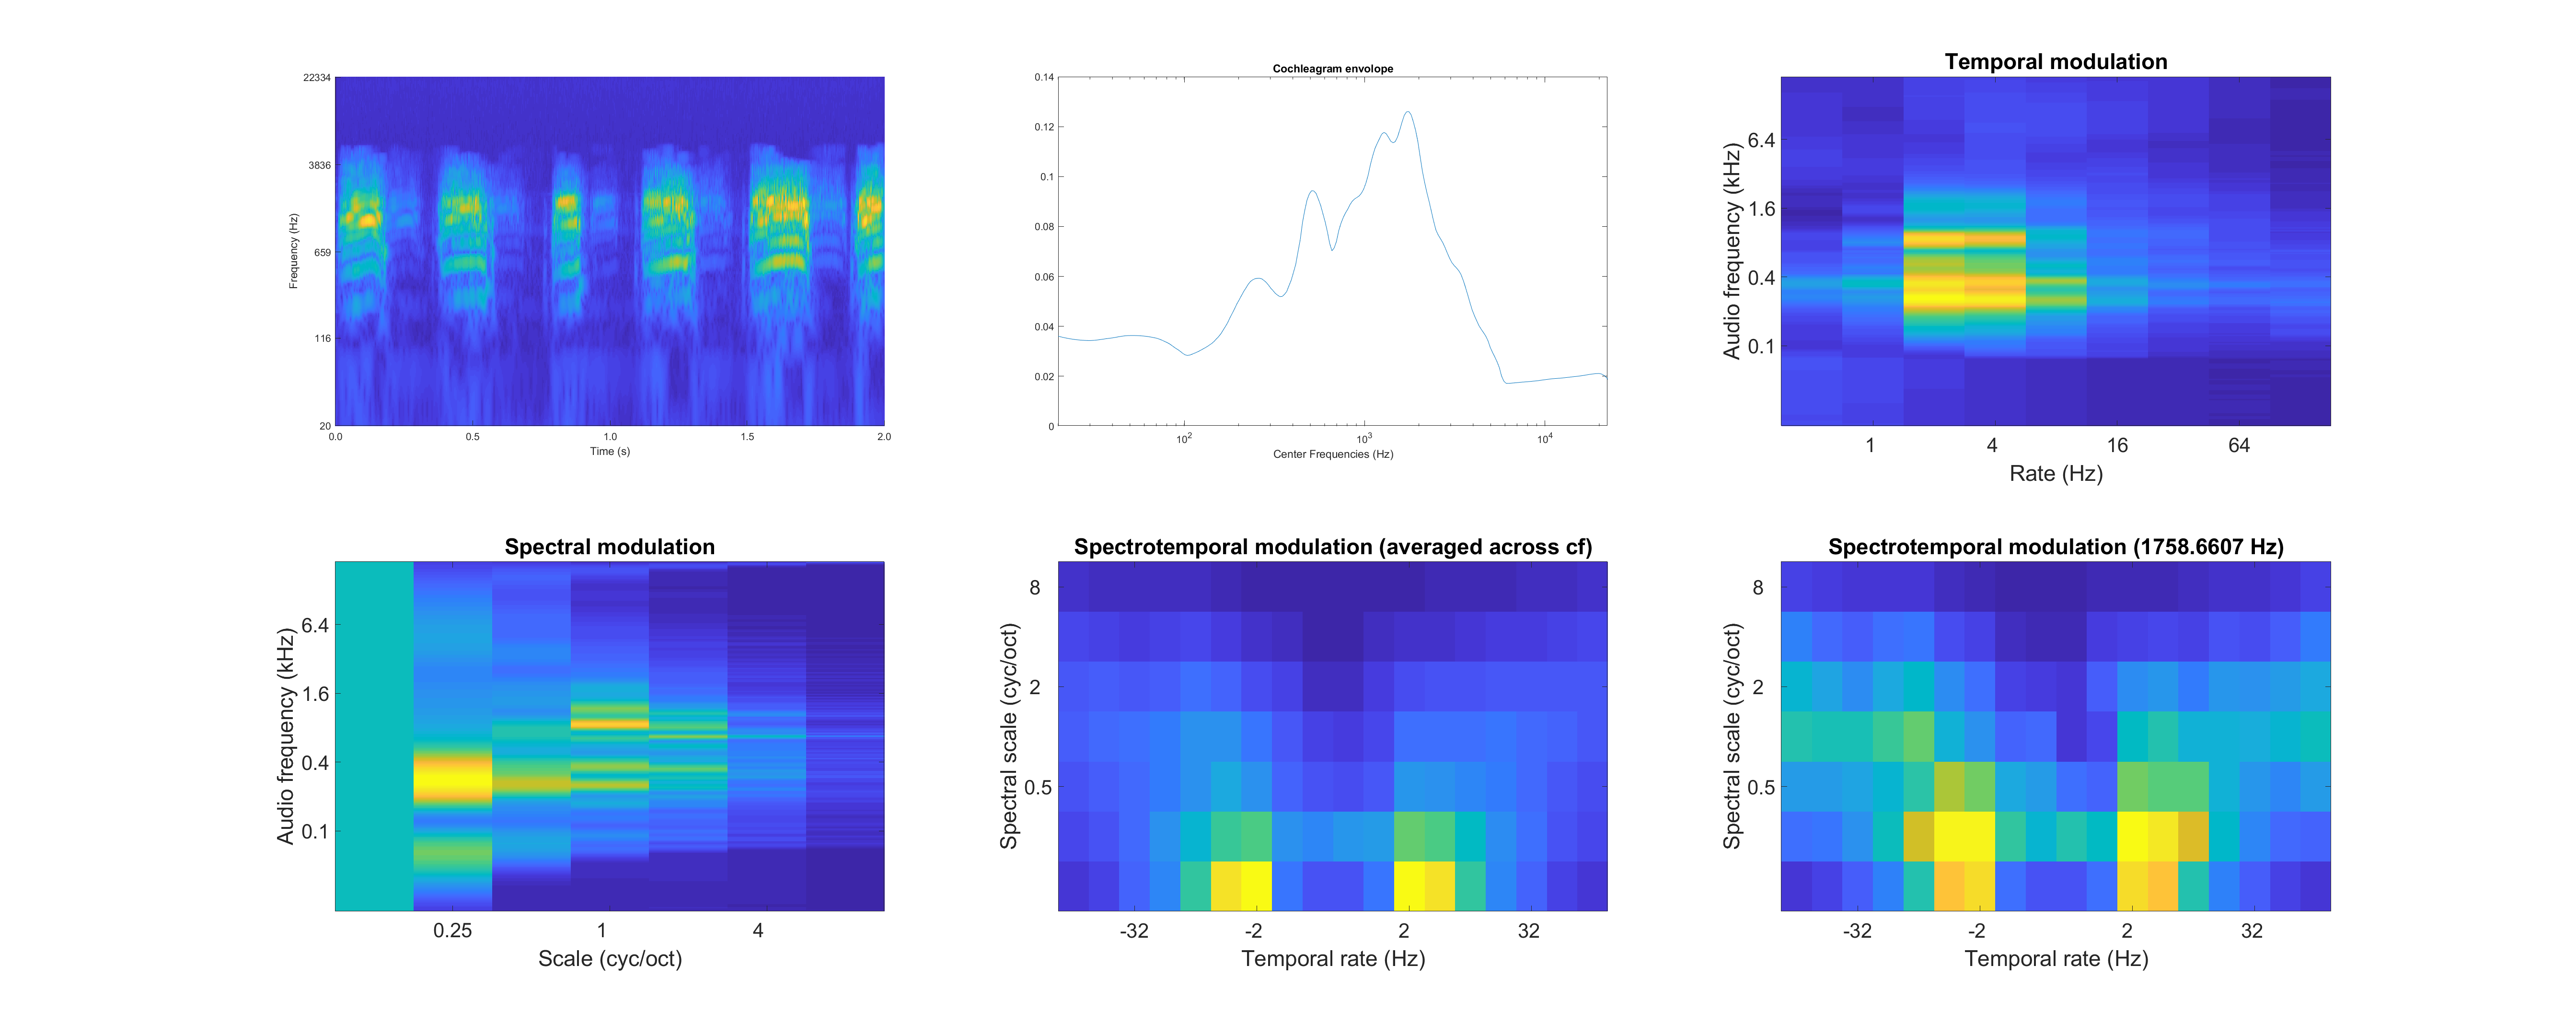 22334
3836
659
116
20
Frequency (Hz)
0.0 0.5 1.0 1.5 2.0
Time (s)
Cochleagram envolope
0.14
0.12
0.1
0.08
0.06
0.04
0.02
0
10^2 10^3 10^4
Center Frequencies (Hz)
Temporal modulation
6.4
1.6
0.4
0.1
Audio frequency (kHz)
1 4 16 64
Rate (Hz)
Spectral modulation
6.4
1.6
0.4
0.1
Audio frequency (kHz)
0.25 1 4
Scale (cyc/oct)
Spectrotemporal modulation (averaged across cf)
8
2
0.5
Spectral scale (cyc/oct)
-32 -2 2 32
Temporal rate (Hz)
Spectrotemporal modulation (1758.6607 Hz)
8
2
0.5
Spectral scale (cyc/oct)
-32 -2 2 32
Temporal rate (Hz)